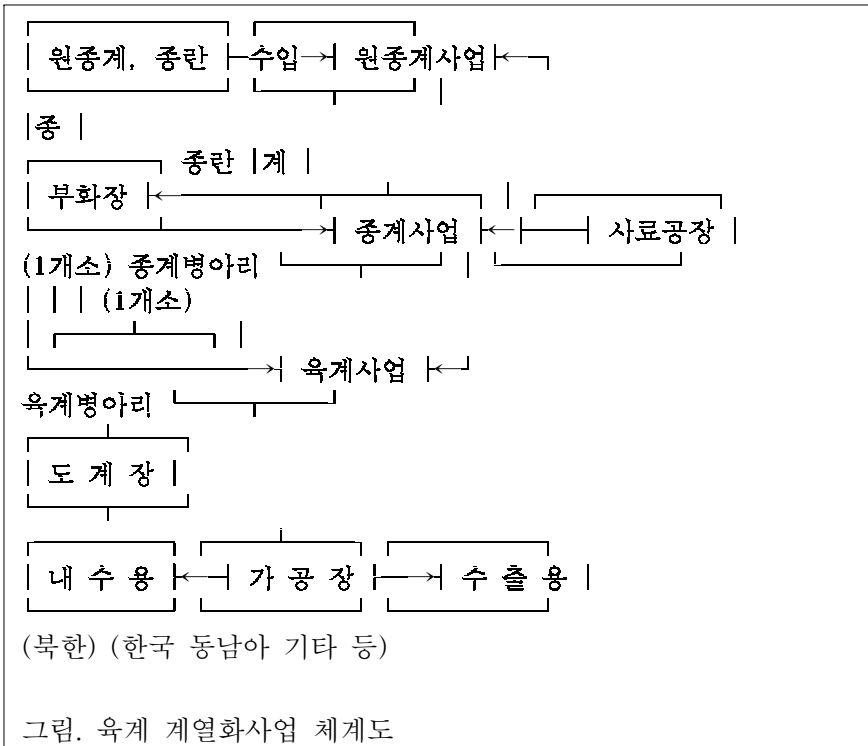 원종계, 종란 수입 원종계사업
종
종란 계
부화장
종계사업 사료공장
(1개소) 종계병아리
(1개소)
육계사업
육계병아리
도 계 장
내 수 용 가 공 장 수 출 용
(북한) (한국 동남아 기타 등)
그림. 육계 계열화사업 체계도